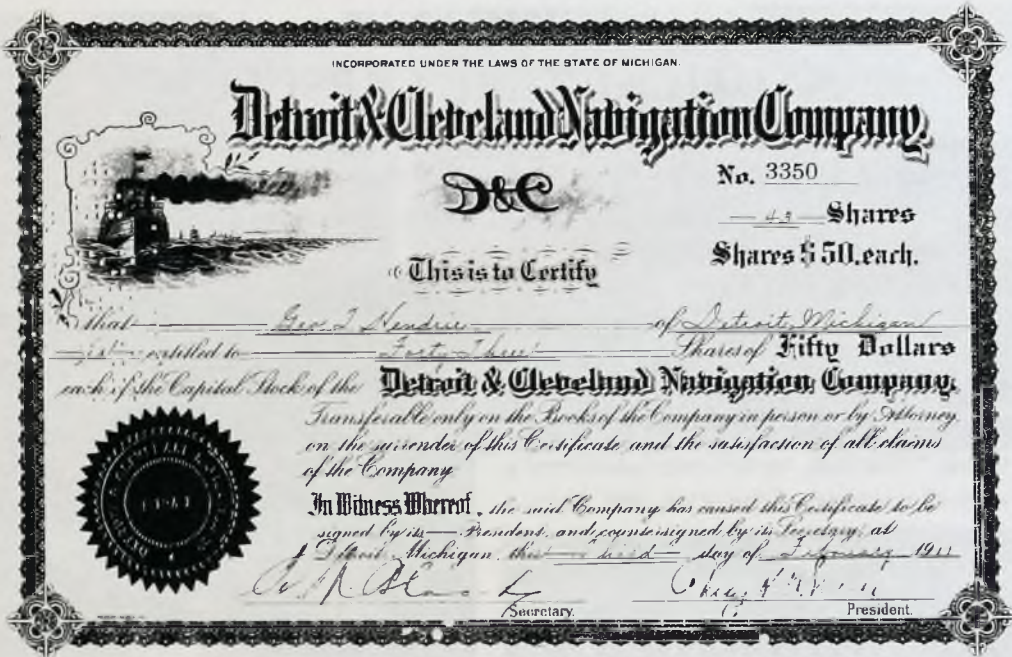 INCORPORATED UNDER THE LAWS OF THE STATE OF MICHIGAN.
Detroit & Cleveland Navigation Company.
D&C
No. 3350
43 Shares
Shares $50. each.
This is to Certify
that Geo T Hendrie of Detroit, Michigan
is entitled to Forty Three Shares of Fifty Dollars
each of the Capital Stock of the Detroit & Cleveland Navigation Company.
Transferable only on the Books of the Company in person or by Attorney
on the surrender of this Certificate and the satisfaction of all claims
of the Company
In Witness Whereof, the said Company has caused this Certificate to be
signed by its President, and countersigned by its Secretary, at
Detroit, Michigan, this day of February 19
Secretary. President.